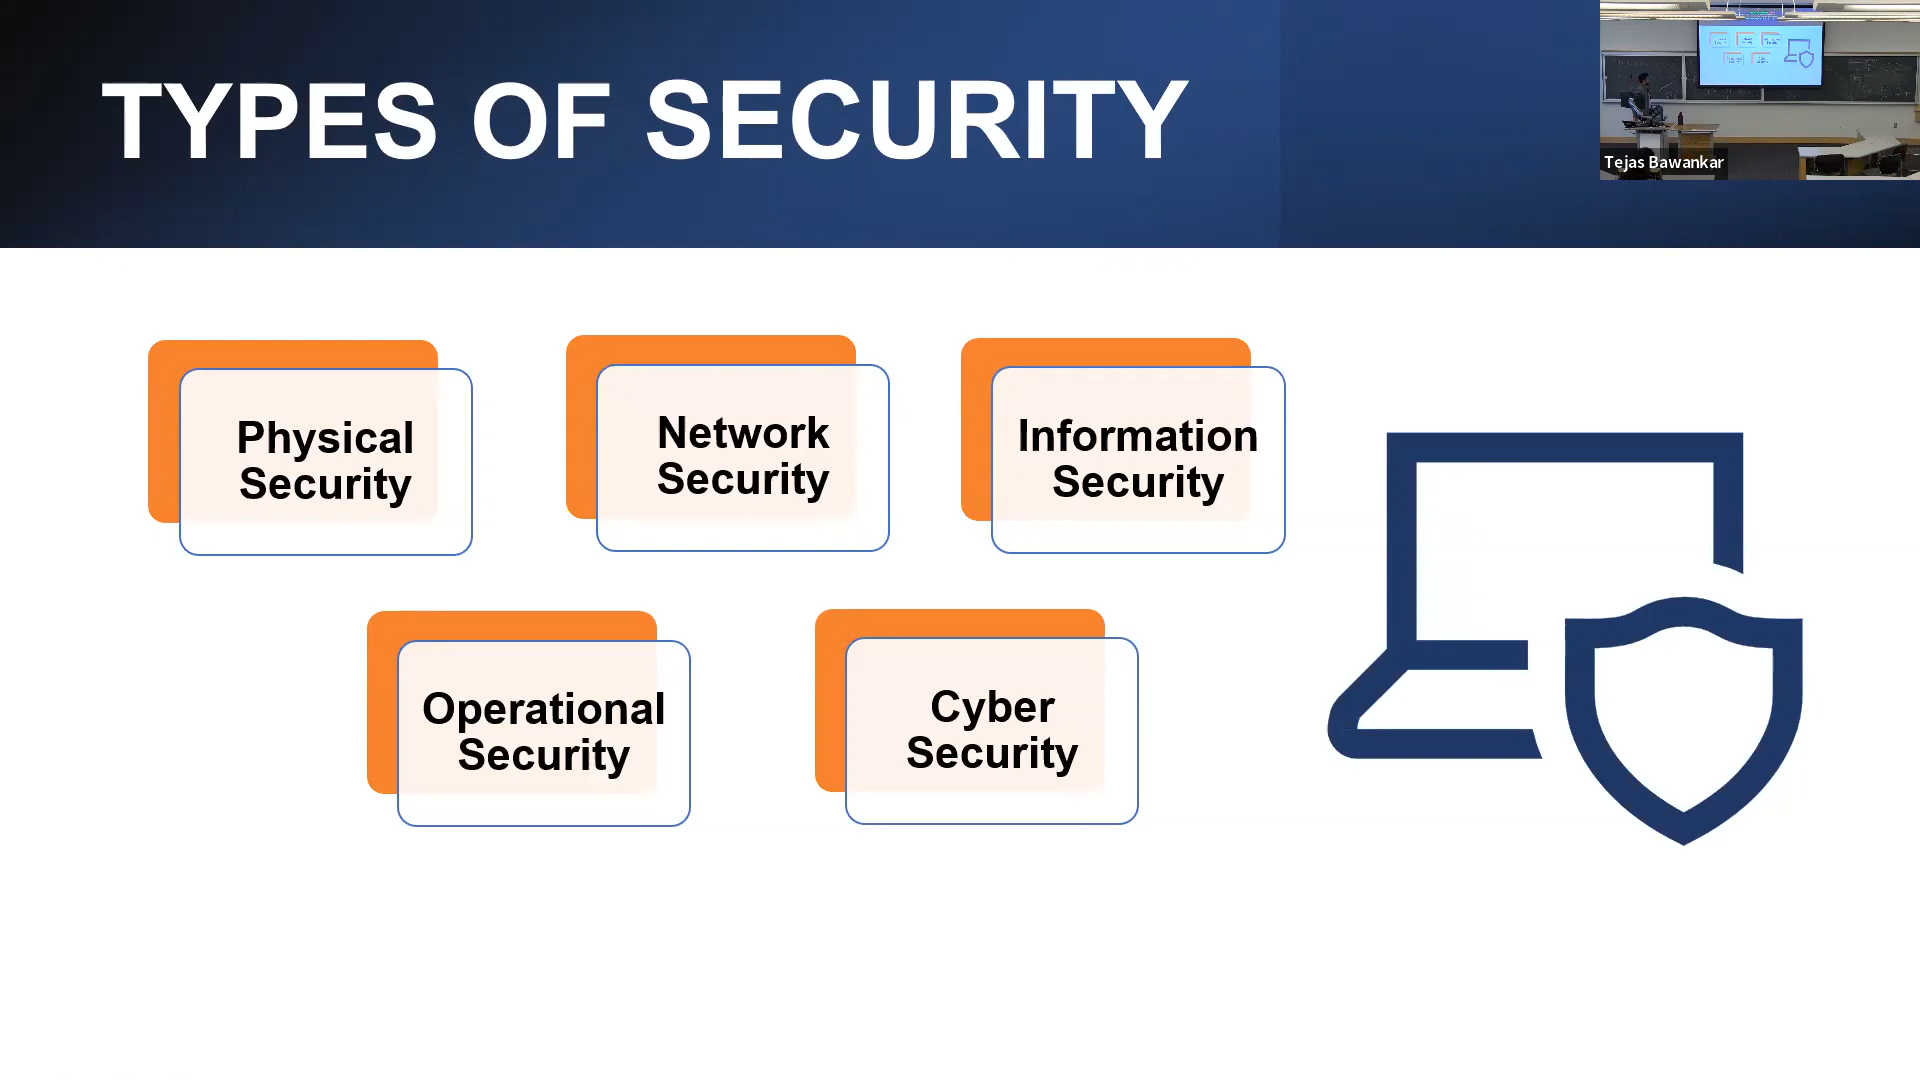 TYPES OF SECURITY
Tejas Bawankar
Physical
Security
Network
Security
Information
Security
Operational
Security
Cyber
Security